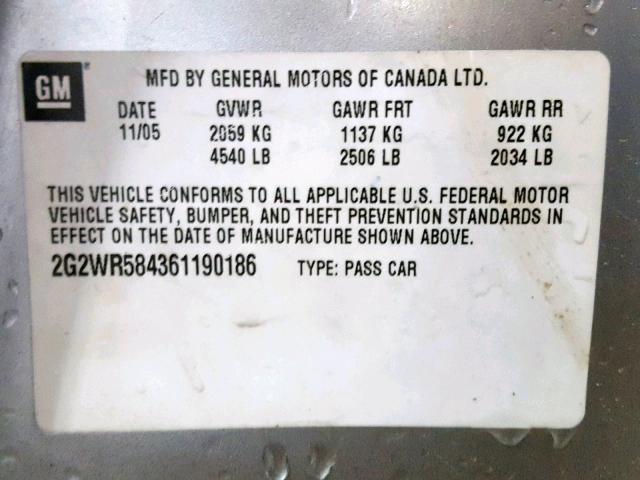 GM
MFD BY GENERAL MOTORS OF CANADA LTD.
DATE GVWR GAWR FRT GAWR RR
11/05 2059 KG 1137 KG 922 KG
4540 LB 2506 LB 2034 LB
THIS VEHICLE CONFORMS TO ALL APPLICABLE U.S. FEDERAL MOTOR
VEHICLE SAFETY, BUMPER, AND THEFT PREVENTION STANDARDS IN
EFFECT ON THE DATE OF MANUFACTURE SHOWN ABOVE.
2G2WR584361190186 TYPE: PASS CAR